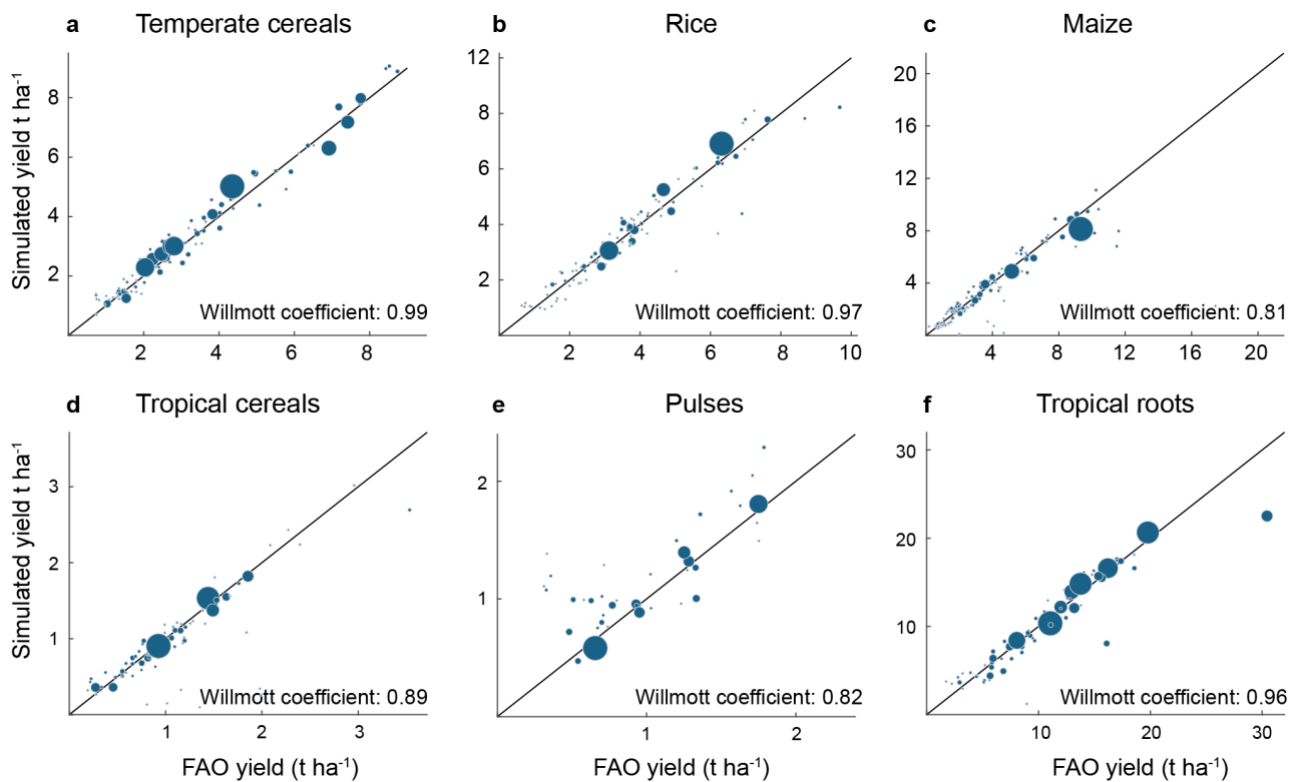 a Temperate cereals
8
6
4
2
2 4 6 8
Simulated yield t ha⁻¹
Willmott coefficient: 0.99
b Rice
12
10
8
6
4
2
2 4 6 8 10
Willmott coefficient: 0.97
c Maize
20
16
12
8
4
4 8 12 16 20
Willmott coefficient: 0.81
d Tropical cereals
3
2
1
1 2 3
Simulated yield t ha⁻¹
FAO yield (t ha⁻¹)
Willmott coefficient: 0.89
e Pulses
2
1
1 2
FAO yield (t ha⁻¹)
Willmott coefficient: 0.82
f Tropical roots
30
20
10
10 20 30
FAO yield (t ha⁻¹)
Willmott coefficient: 0.96